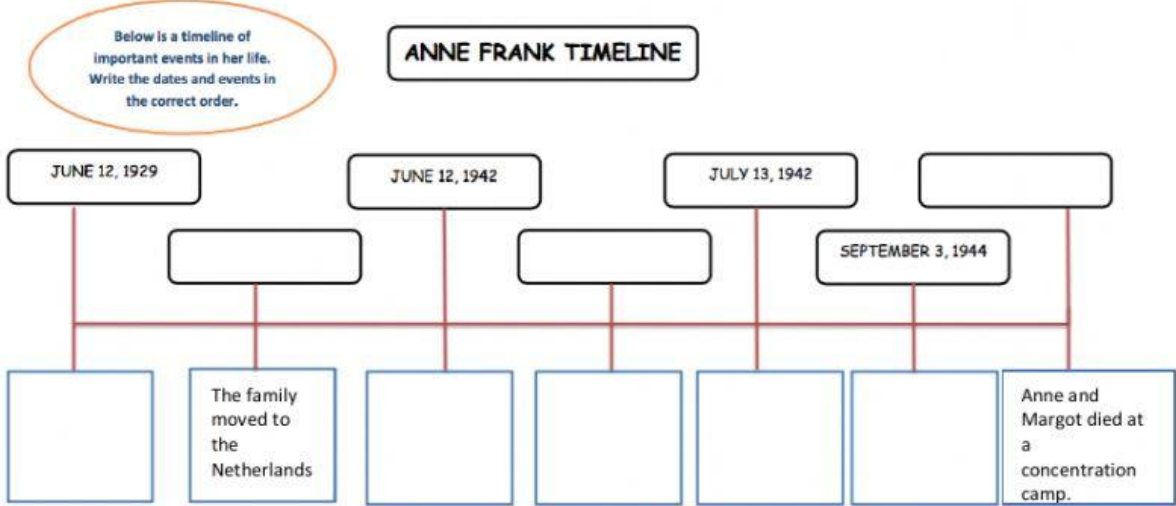 Below is a timeline of
important events in her life.
Write the dates and events in
the correct order.
ANNE FRANK TIMELINE
JUNE 12, 1929
JUNE 12, 1942
JULY 13, 1942
SEPTEMBER 3, 1944
The family
moved to
the
Netherlands
Anne and
Margot died at
a
concentration
camp.